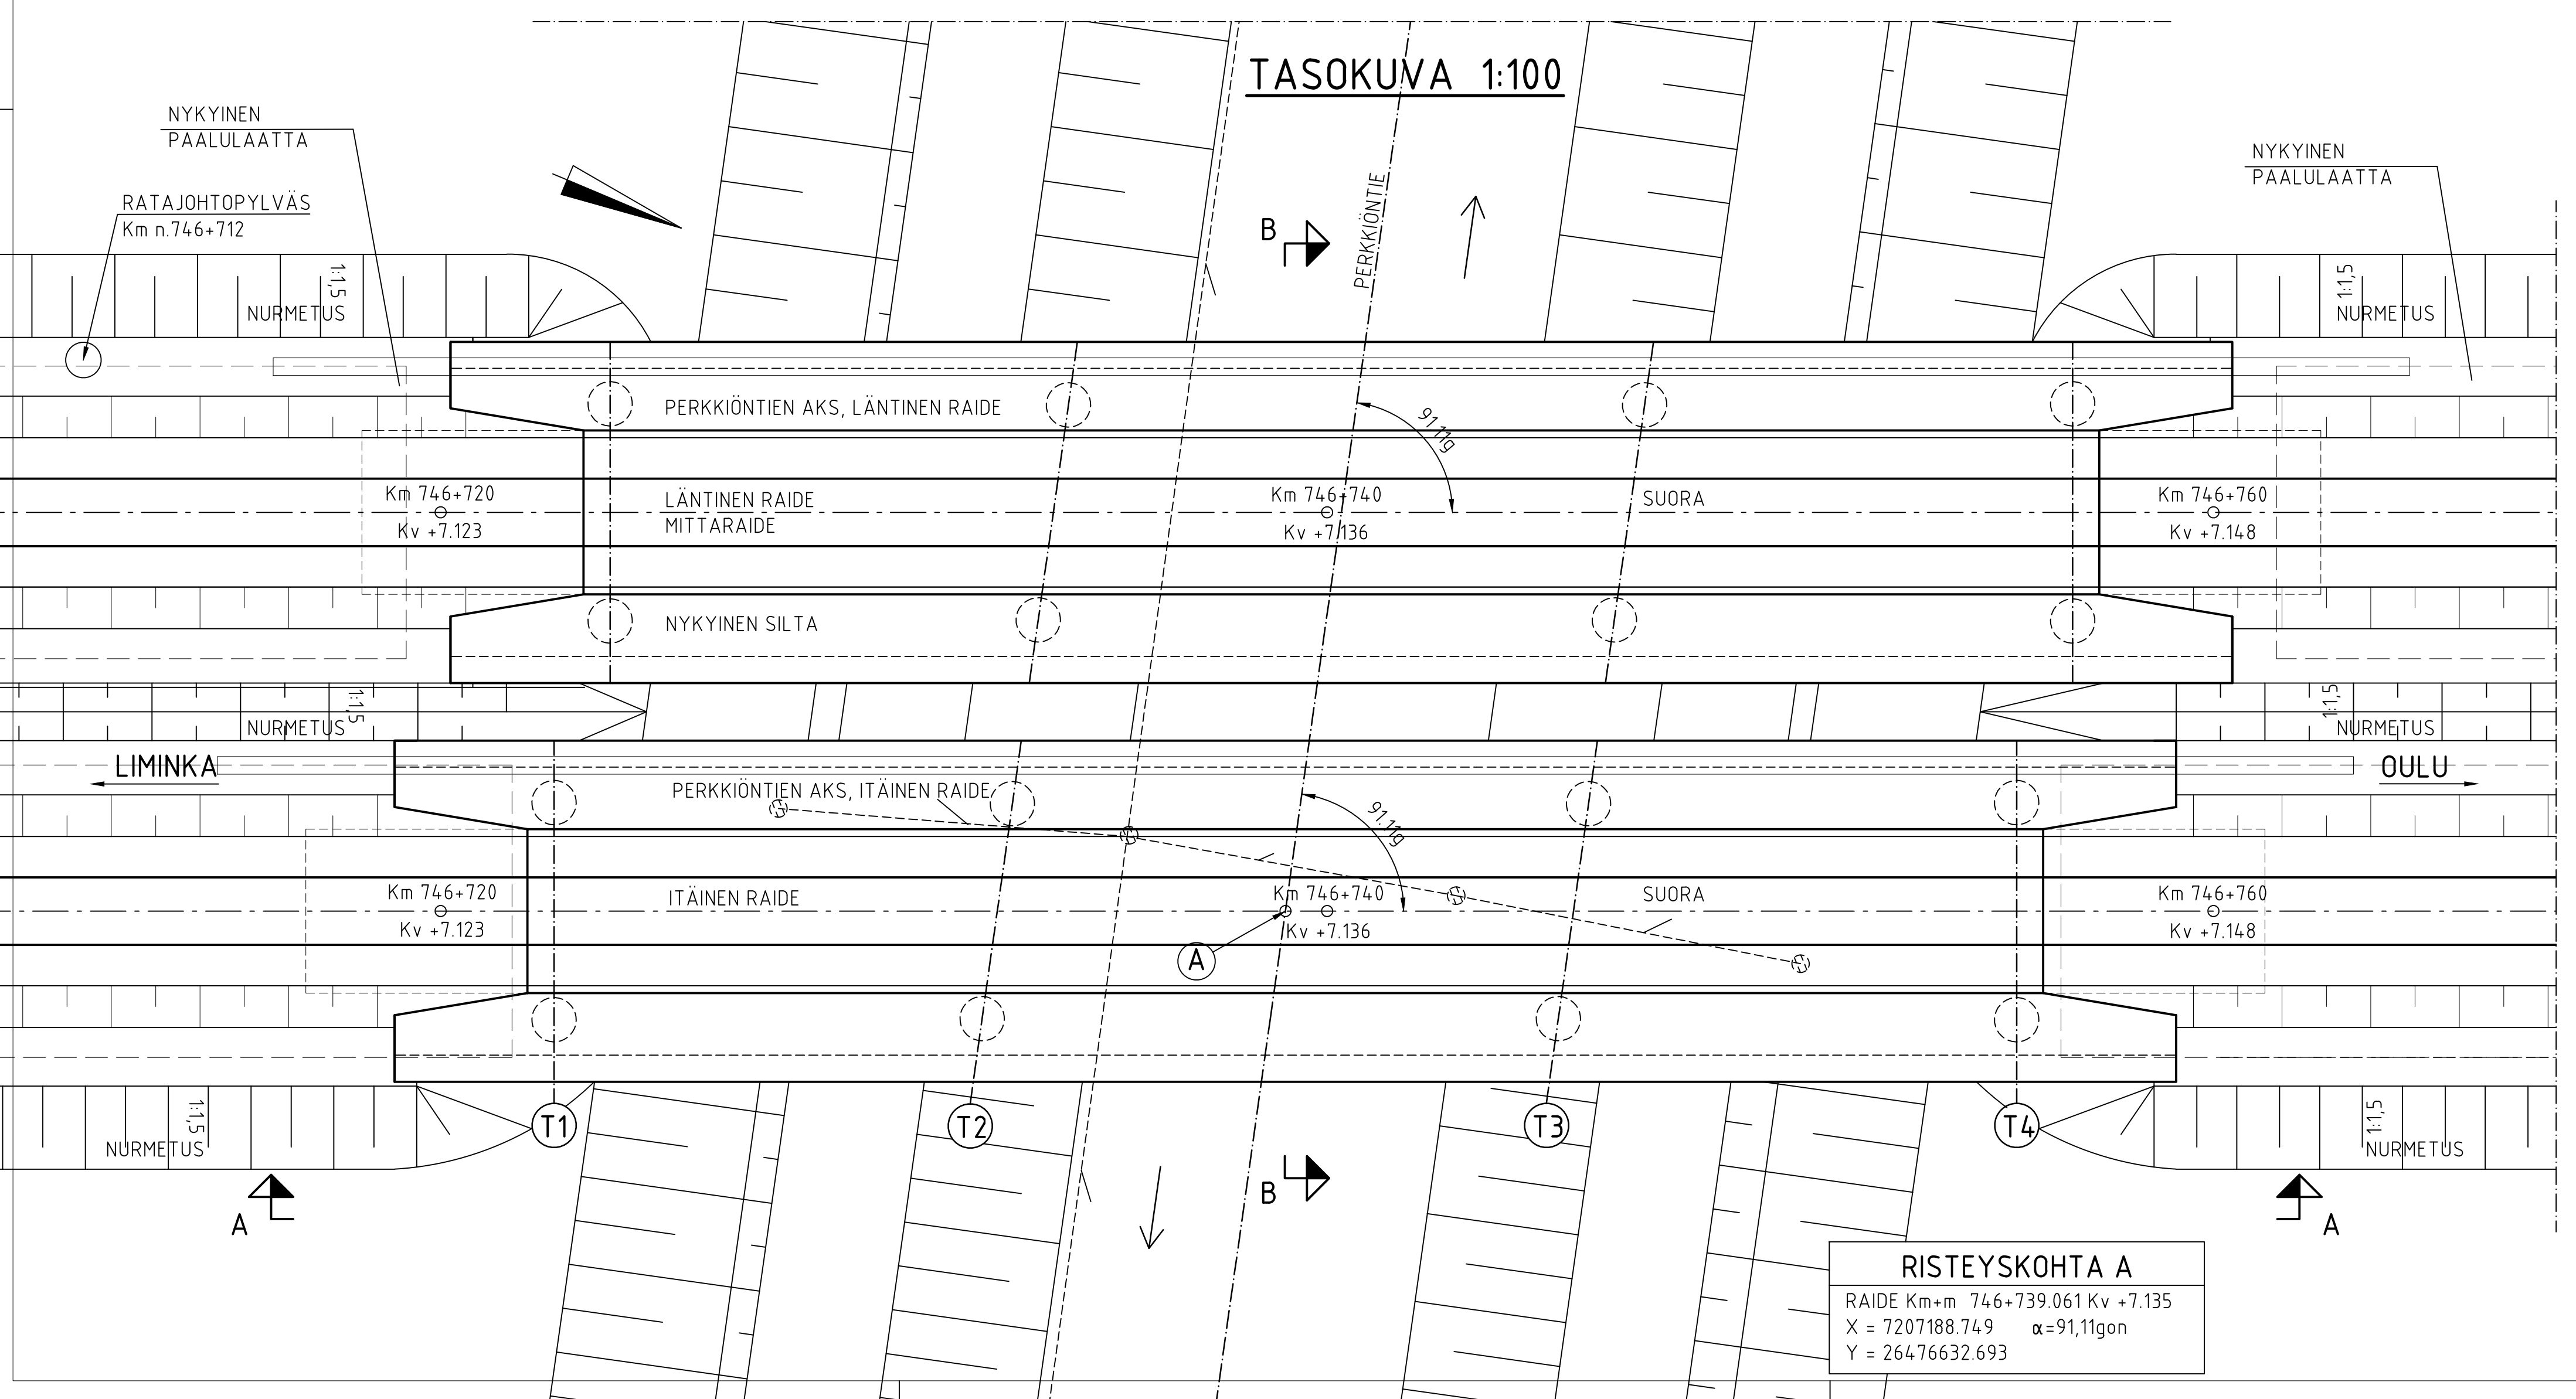 TASOKUVA 1:100
NYKYINEN
PAALULAATTA
RATAJOHTOPYLVÄS
Km n.746+712
NYKYINEN
PAALULAATTA
B
PERKKIÖNTIE
1:1,5
NURMETUS
1:1,5
NURMETUS
PERKKIÖNTIEN AKS, LÄNTINEN RAIDE
91.11g
Km 746+720
Kv +7.123
LÄNTINEN RAIDE
MITTARAIDE
Km 746+740
Kv +7.136
SUORA
Km 746+760
Kv +7.148
NYKYINEN SILTA
1:1,5
NURMETUS
1:1,5
NURMETUS
LIMINKA
OULU
PERKKIÖNTIEN AKS, ITÄINEN RAIDE
91.11g
Km 746+720
Kv +7.123
ITÄINEN RAIDE
Km 746+740
Kv +7.136
SUORA
Km 746+760
Kv +7.148
A
T1
T2
T3
T4
1:1,5
NURMETUS
1:1,5
NURMETUS
A
B
A
RISTEYSKOHTA A
RAIDE Km+m 746+739.061 Kv +7.135
X = 7207188.749 α=91,11gon
Y = 26476632.693